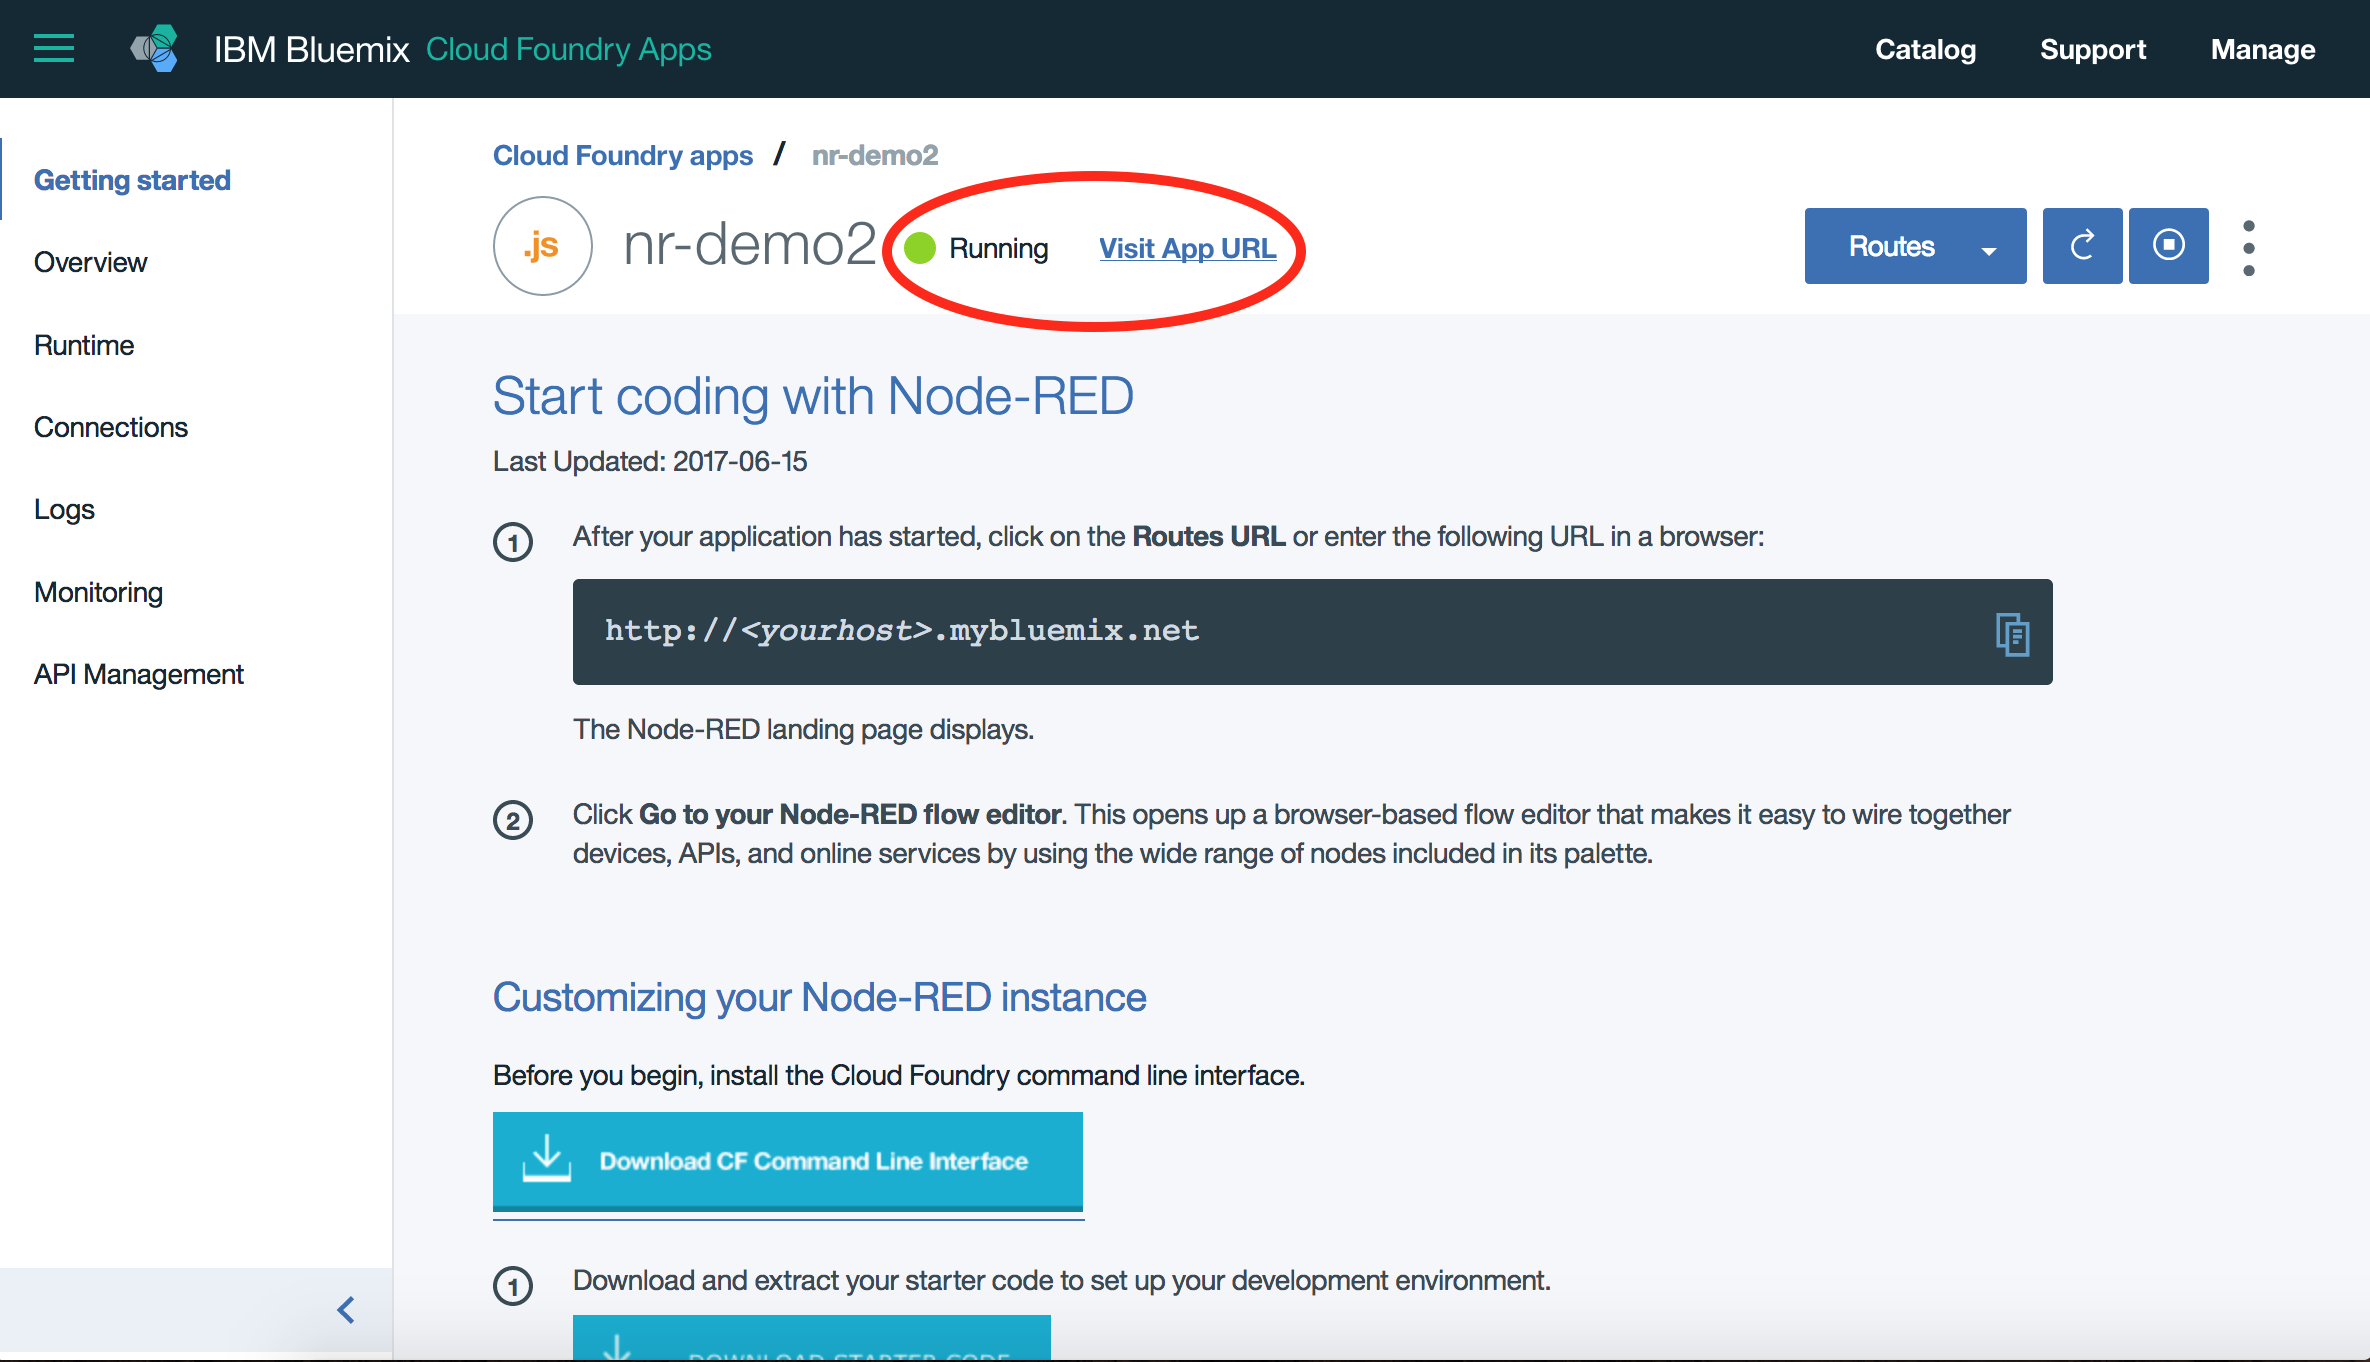 IBM Bluemix Cloud Foundry Apps
Catalog
Support
Manage
Getting started
Overview
Runtime
Connections
Logs
Monitoring
API Management
Cloud Foundry apps / nr-demo2
.js
nr-demo2
Running
Visit App URL
Routes
Start coding with Node-RED
Last Updated: 2017-06-15
1 After your application has started, click on the Routes URL or enter the following URL in a browser:
http://<yourhost>.mybluemix.net
The Node-RED landing page displays.
2 Click Go to your Node-RED flow editor. This opens up a browser-based flow editor that makes it easy to wire together
devices, APIs, and online services by using the wide range of nodes included in its palette.
Customizing your Node-RED instance
Before you begin, install the Cloud Foundry command line interface.
Download CF Command Line Interface
1 Download and extract your starter code to set up your development environment.
DOWNLOAD STARTER CODE